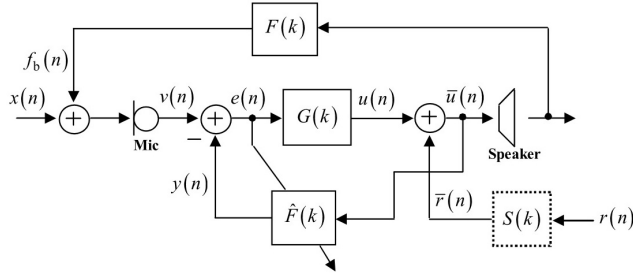 F(k)
f_b(n)
x(n)
v(n)
e(n)
G(k)
u(n)
u̅(n)
+
+
+
−
Mic
Speaker
y(n)
F̂(k)
r̅(n)
S(k)
r(n)